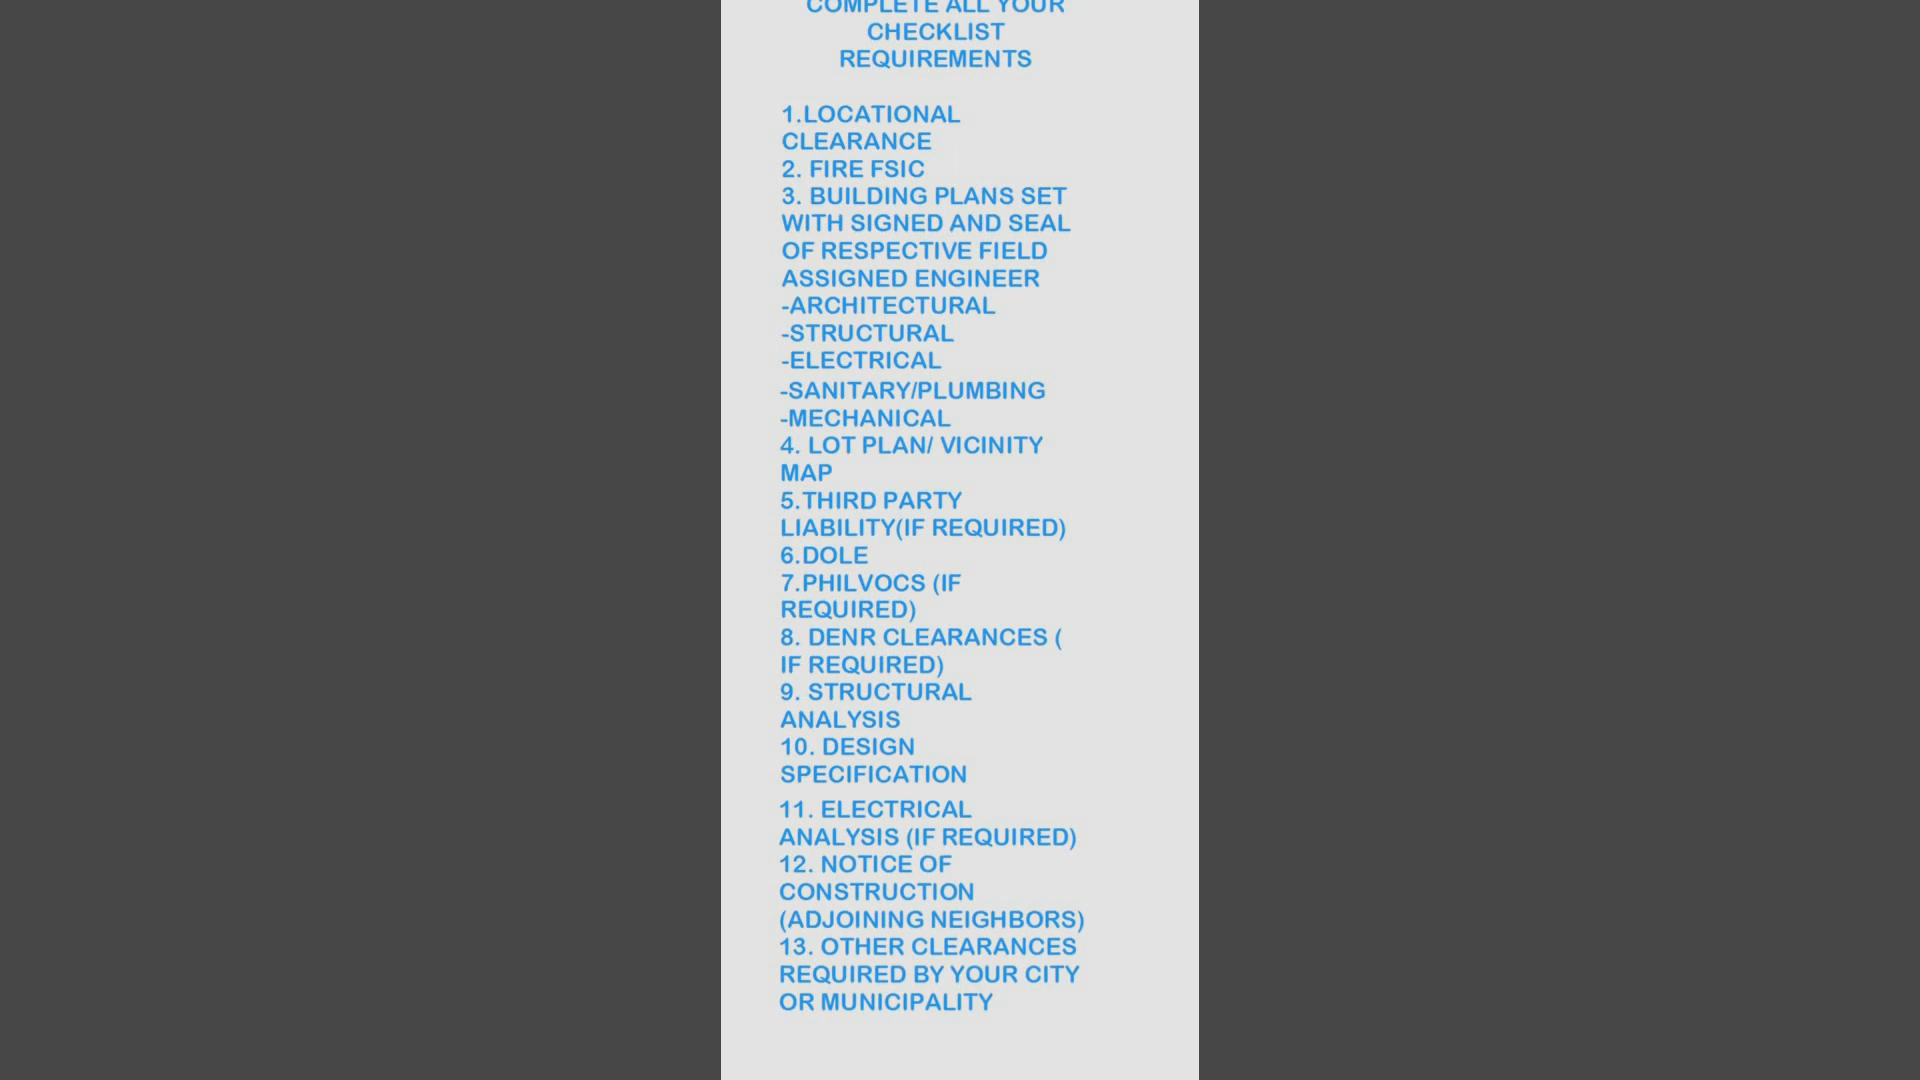 COMPLETE ALL YOUR
CHECKLIST
REQUIREMENTS
1.LOCATIONAL
CLEARANCE
2. FIRE FSIC
3. BUILDING PLANS SET
WITH SIGNED AND SEAL
OF RESPECTIVE FIELD
ASSIGNED ENGINEER
-ARCHITECTURAL
-STRUCTURAL
-ELECTRICAL
-SANITARY/PLUMBING
-MECHANICAL
4. LOT PLAN/ VICINITY
MAP
5.THIRD PARTY
LIABILITY(IF REQUIRED)
6.DOLE
7.PHILVOCS (IF
REQUIRED)
8. DENR CLEARANCES (
IF REQUIRED)
9. STRUCTURAL
ANALYSIS
10. DESIGN
SPECIFICATION
11. ELECTRICAL
ANALYSIS (IF REQUIRED)
12. NOTICE OF
CONSTRUCTION
(ADJOINING NEIGHBORS)
13. OTHER CLEARANCES
REQUIRED BY YOUR CITY
OR MUNICIPALITY